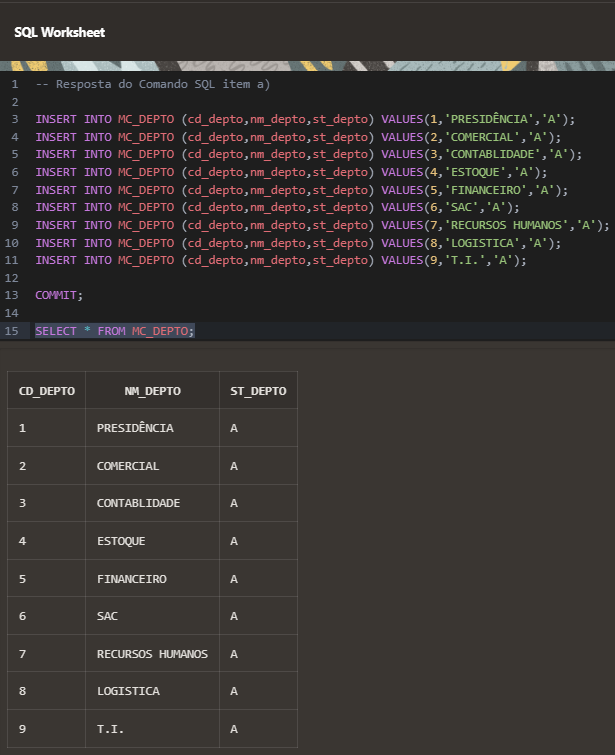 SQL Worksheet
1 -- Resposta do Comando SQL item a)
2
3 INSERT INTO MC_DEPTO (cd_depto,nm_depto,st_depto) VALUES(1,'PRESIDÊNCIA','A');
4 INSERT INTO MC_DEPTO (cd_depto,nm_depto,st_depto) VALUES(2,'COMERCIAL','A');
5 INSERT INTO MC_DEPTO (cd_depto,nm_depto,st_depto) VALUES(3,'CONTABLIDADE','A');
6 INSERT INTO MC_DEPTO (cd_depto,nm_depto,st_depto) VALUES(4,'ESTOQUE','A');
7 INSERT INTO MC_DEPTO (cd_depto,nm_depto,st_depto) VALUES(5,'FINANCEIRO','A');
8 INSERT INTO MC_DEPTO (cd_depto,nm_depto,st_depto) VALUES(6,'SAC','A');
9 INSERT INTO MC_DEPTO (cd_depto,nm_depto,st_depto) VALUES(7,'RECURSOS HUMANOS','A');
10 INSERT INTO MC_DEPTO (cd_depto,nm_depto,st_depto) VALUES(8,'LOGISTICA','A');
11 INSERT INTO MC_DEPTO (cd_depto,nm_depto,st_depto) VALUES(9,'T.I.','A');
12
13 COMMIT;
14
15 SELECT * FROM MC_DEPTO;
CD_DEPTO NM_DEPTO ST_DEPTO
1 PRESIDÊNCIA A
2 COMERCIAL A
3 CONTABLIDADE A
4 ESTOQUE A
5 FINANCEIRO A
6 SAC A
7 RECURSOS HUMANOS A
8 LOGISTICA A
9 T.I. A